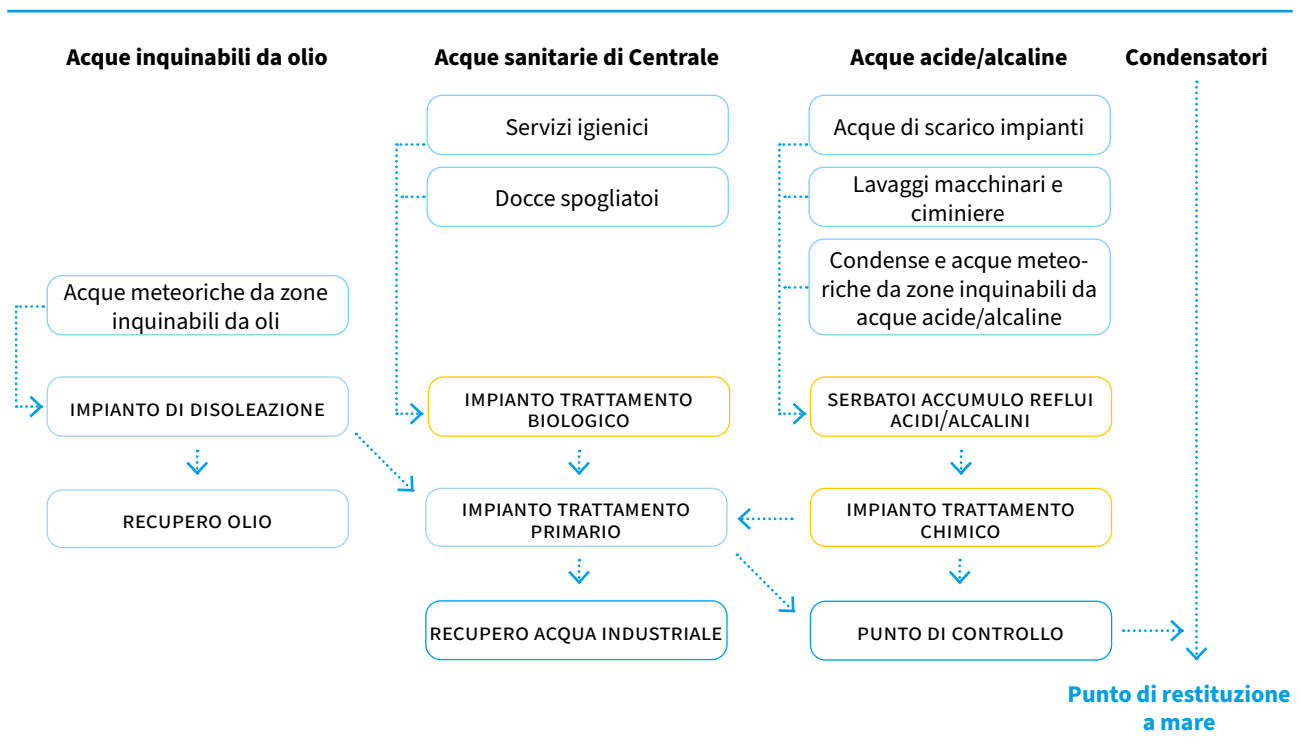 Acque inquinabili da olio
Acque sanitarie di Centrale
Acque acide/alcaline
Condensatori
Servizi igienici
Acque di scarico impianti
Docce spogliatoi
Lavaggi macchinari e
ciminiere
Acque meteoriche da zone
inquinabili da oli
Condense e acque meteo-
riche da zone inquinabili da
acque acide/alcaline
IMPIANTO DI DISOLEAZIONE
IMPIANTO TRATTAMENTO
BIOLOGICO
SERBATOI ACCUMULO REFLUI
ACIDI/ALCALINI
RECUPERO OLIO
IMPIANTO TRATTAMENTO
PRIMARIO
IMPIANTO TRATTAMENTO
CHIMICO
RECUPERO ACQUA INDUSTRIALE
PUNTO DI CONTROLLO
Punto di restituzione
a mare